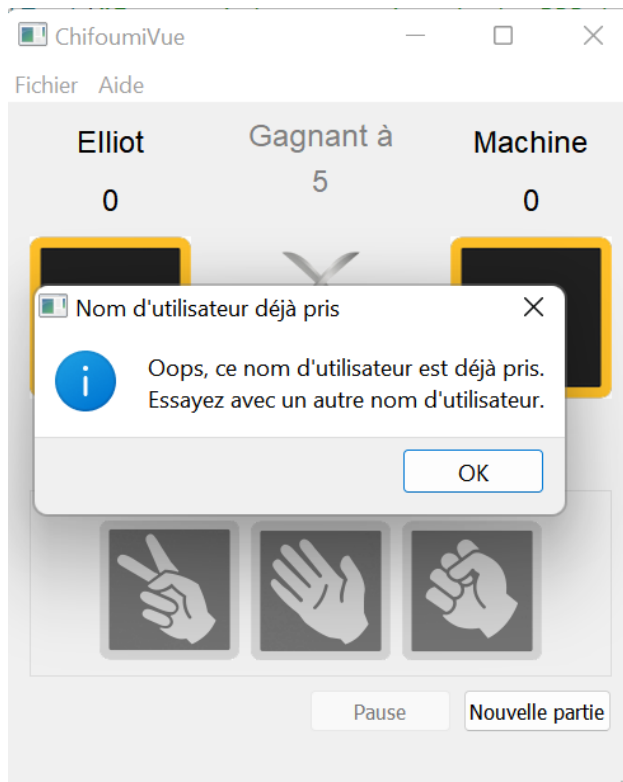 ChifoumiVue
Fichier Aide
Elliot
Gagnant à
Machine
0
5
0
Nom d'utilisateur déjà pris
Oops, ce nom d'utilisateur est déjà pris.
Essayez avec un autre nom d'utilisateur.
OK
Pause
Nouvelle partie